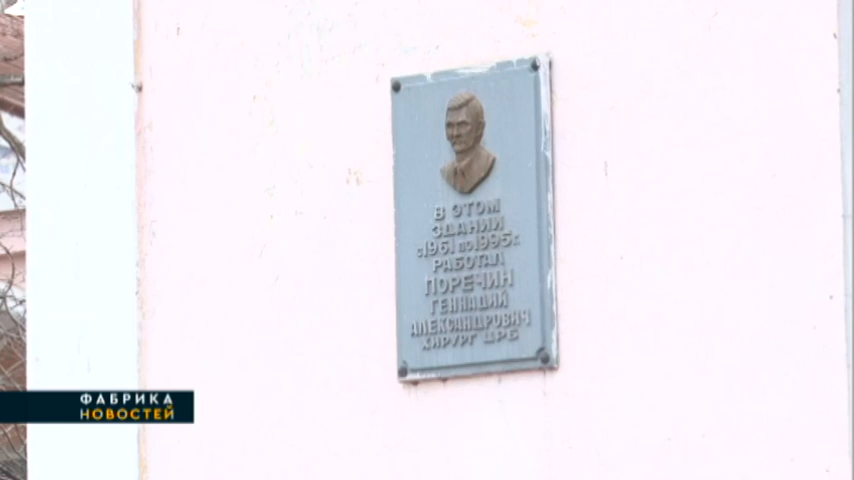 В ЭТОМ
ЗДАНИИ
с 1961 по 1995 г.
РАБОТАЛ
ПОРЕЧИН
ГЕННАДИЙ
АЛЕКСАНДРОВИЧ
ХИРУРГ ЦРБ
ФАБРИКА
НОВОСТЕЙ